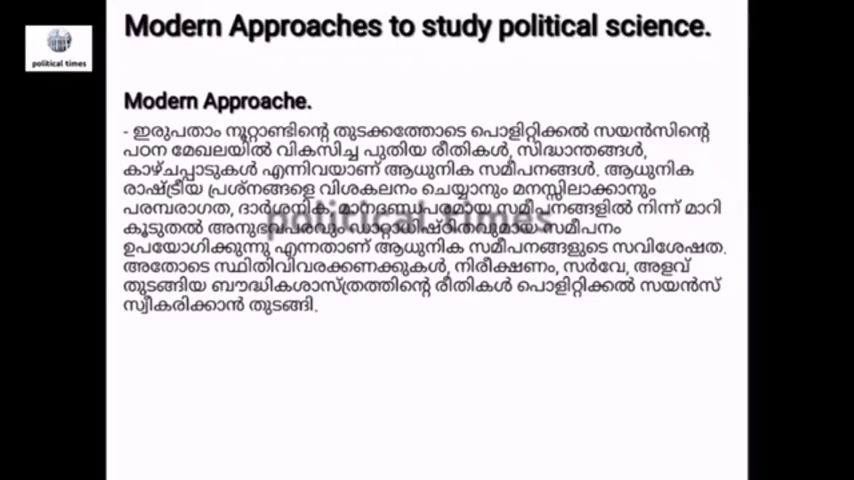 Modern Approaches to study political science.
political times
Modern Approache.
- ഇരുപതാം നൂറ്റാണ്ടിന്റെ തുടക്കത്തോടെ പൊളിറ്റിക്കൽ സയൻസിന്റെ
പഠന മേഖലയിൽ വികസിച്ച പുതിയ രീതികൾ, സിദ്ധാന്തങ്ങൾ,
കാഴ്ചപ്പാടുകൾ എന്നിവയാണ് ആധുനിക സമീപനങ്ങൾ. ആധുനിക
രാഷ്ട്രീയ പ്രശ്നങ്ങളെ വിശകലനം ചെയ്യാനും മനസ്സിലാക്കാനും
പരമ്പരാഗത, ദാർശനിക, മാനദണ്ഡപരമായ സമീപനങ്ങളിൽ നിന്ന് മാറി
കൂടുതൽ അനുഭവപരവും ഡാറ്റാധിഷ്ഠിതവുമായ സമീപനം
political times
ഉപയോഗിക്കുന്നു എന്നതാണ് ആധുനിക സമീപനങ്ങളുടെ സവിശേഷത.
അതോടെ സ്ഥിതിവിവരക്കണക്കുകൾ, നിരീക്ഷണം, സർവേ, അളവ്
തുടങ്ങിയ ബൗദ്ധികശാസ്ത്രത്തിന്റെ രീതികൾ പൊളിറ്റിക്കൽ സയൻസ്
സ്വീകരിക്കാൻ തുടങ്ങി.